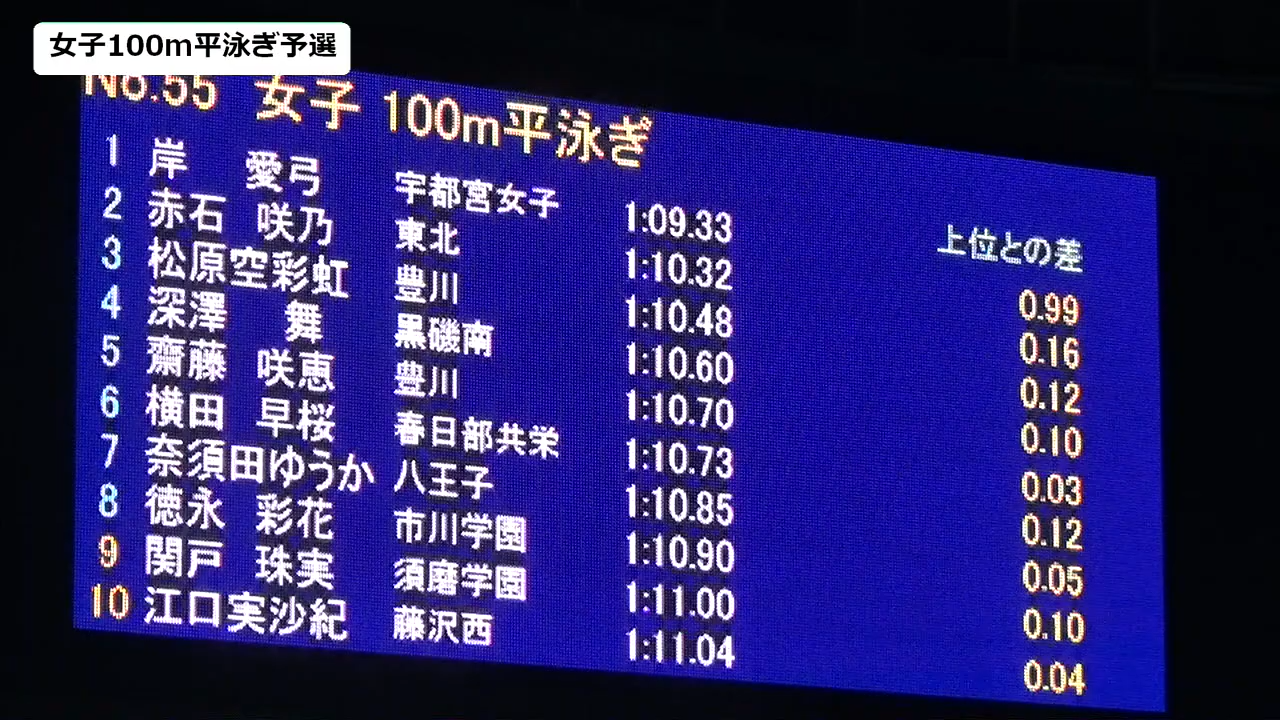 女子100m平泳ぎ予選
No.55 女子 100m平泳ぎ
上位との差
1 岸 愛弓 宇都宮女子 1:09.33
2 赤石 咲乃 東北 1:10.32 0.99
3 松原空彩虹 豊川 1:10.48 0.16
4 深澤 舞 黒磯南 1:10.60 0.12
5 齋藤 咲恵 豊川 1:10.70 0.10
6 横田 早桜 春日部共栄 1:10.73 0.03
7 奈須田ゆうか 八王子 1:10.85 0.12
8 徳永 彩花 市川学園 1:10.90 0.05
9 関戸 珠実 須磨学園 1:11.00 0.10
10 江口実沙紀 藤沢西 1:11.04 0.04